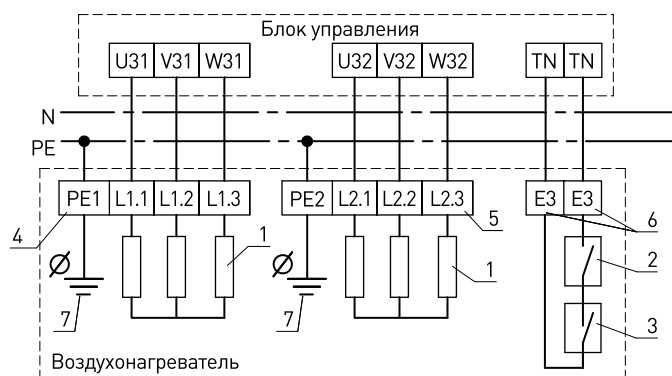 Блок управления
U31 V31 W31 U32 V32 W32 TN TN
N
PE
PE1 L1.1 L1.2 L1.3 PE2 L2.1 L2.2 L2.3 E3 E3
4 1 5 6
1 2
7 7 3
Воздухонагреватель